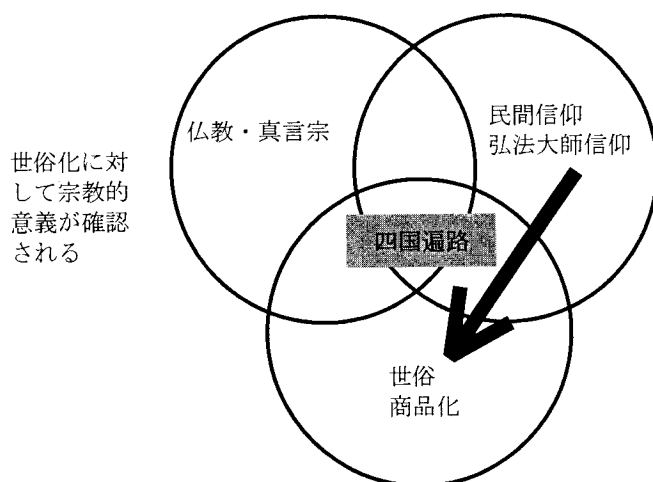 仏教・真言宗
民間信仰
弘法大師信仰
世俗化に対
して宗教的
意義が確認
される
四国遍路
世俗
商品化